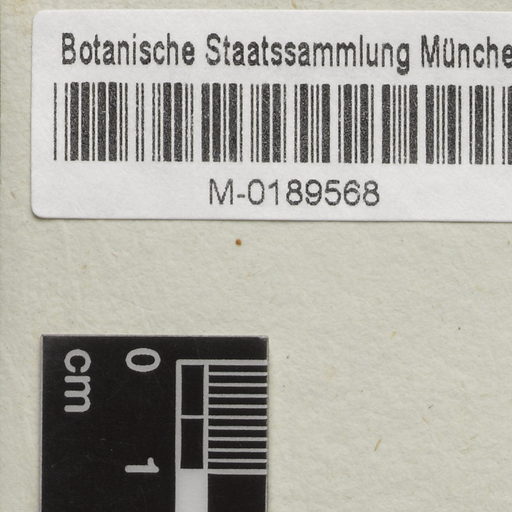 Botanische Staatssammlung Münche
M-0189568
cm 0
1